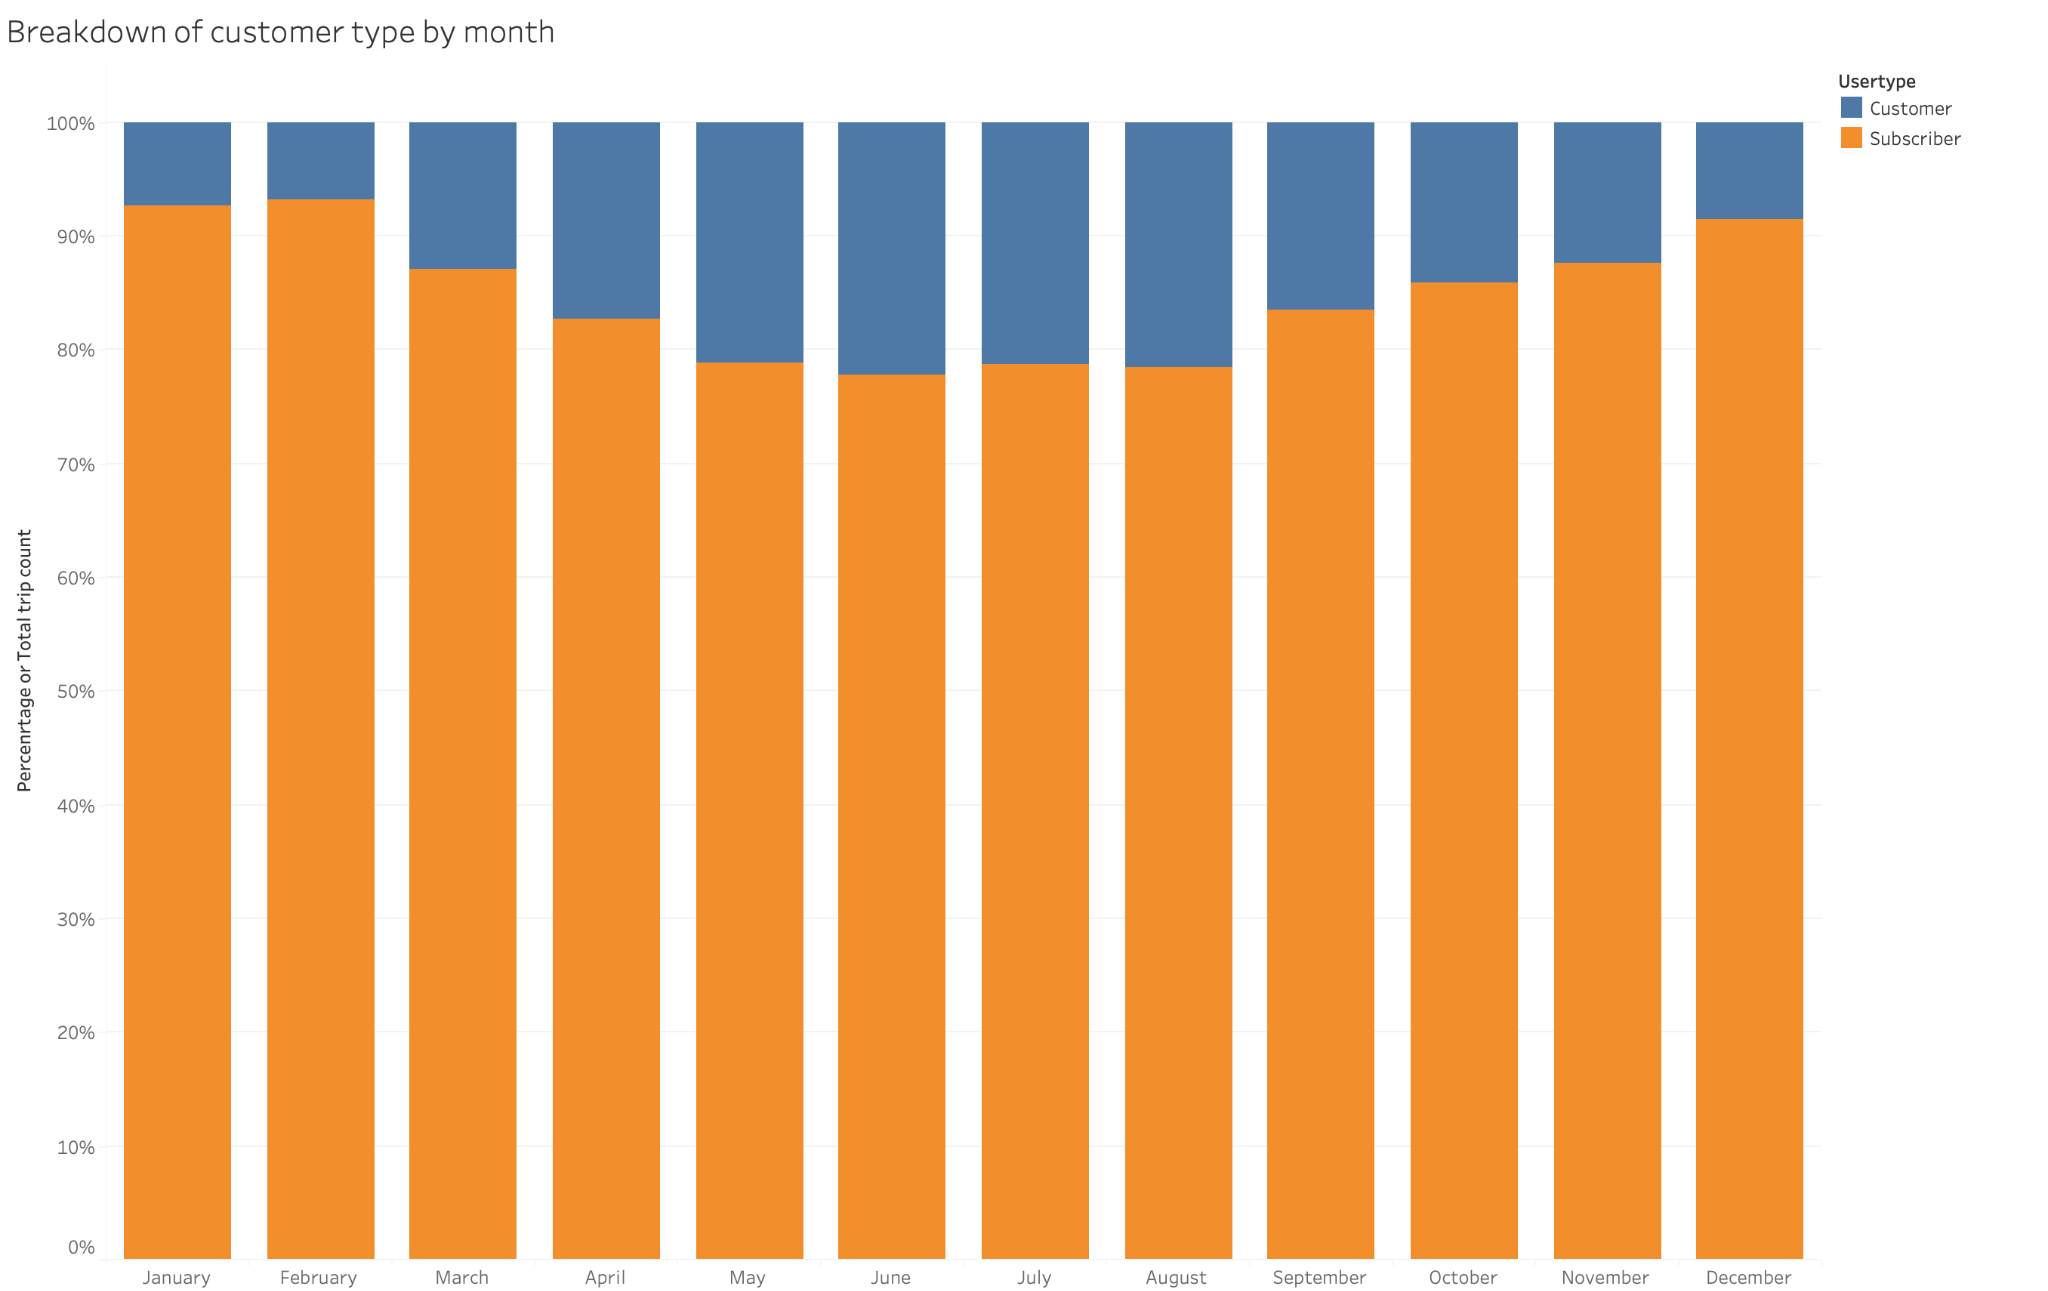 Breakdown of customer type by month
Usertype
Customer
Subscriber
Percenrtage or Total trip count
100%
90%
80%
70%
60%
50%
40%
30%
20%
10%
0%
January February March April May June July August September October November December